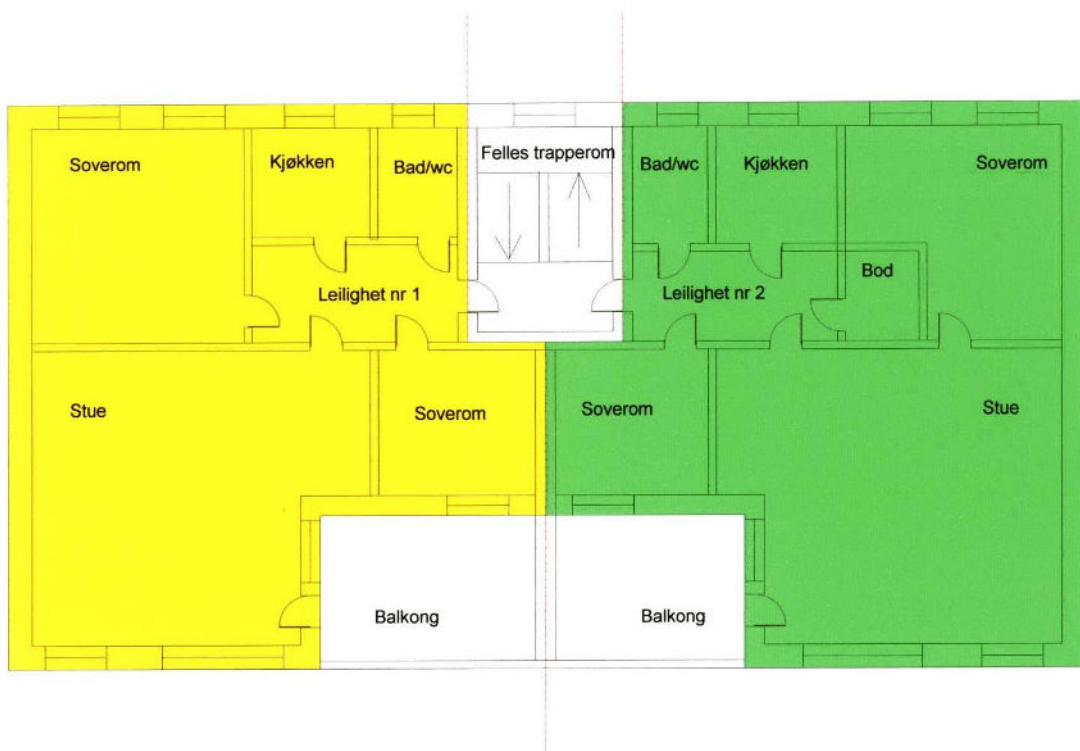 Felles trapperom
Soverom
Kjøkken
Bad/wc
Leilighet nr 1
Stue
Soverom
Balkong
Bad/wc
Kjøkken
Soverom
Bod
Leilighet nr 2
Soverom
Stue
Balkong